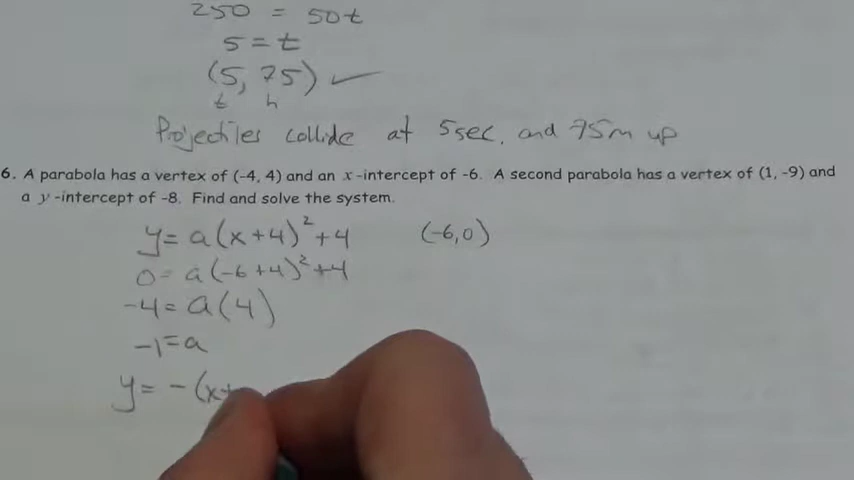 250 = 50t
5 = t
(5, 75) ✓
t h
Projectiles collide at 5sec. and 75m up
6. A parabola has a vertex of (-4, 4) and an x-intercept of -6. A second parabola has a vertex of (1, -9) and
a y-intercept of -8. Find and solve the system.
y = a(x+4)² + 4 (-6,0)
0 = a(-6+4)² + 4
-4 = a(4)
-1 = a
y = -(x+